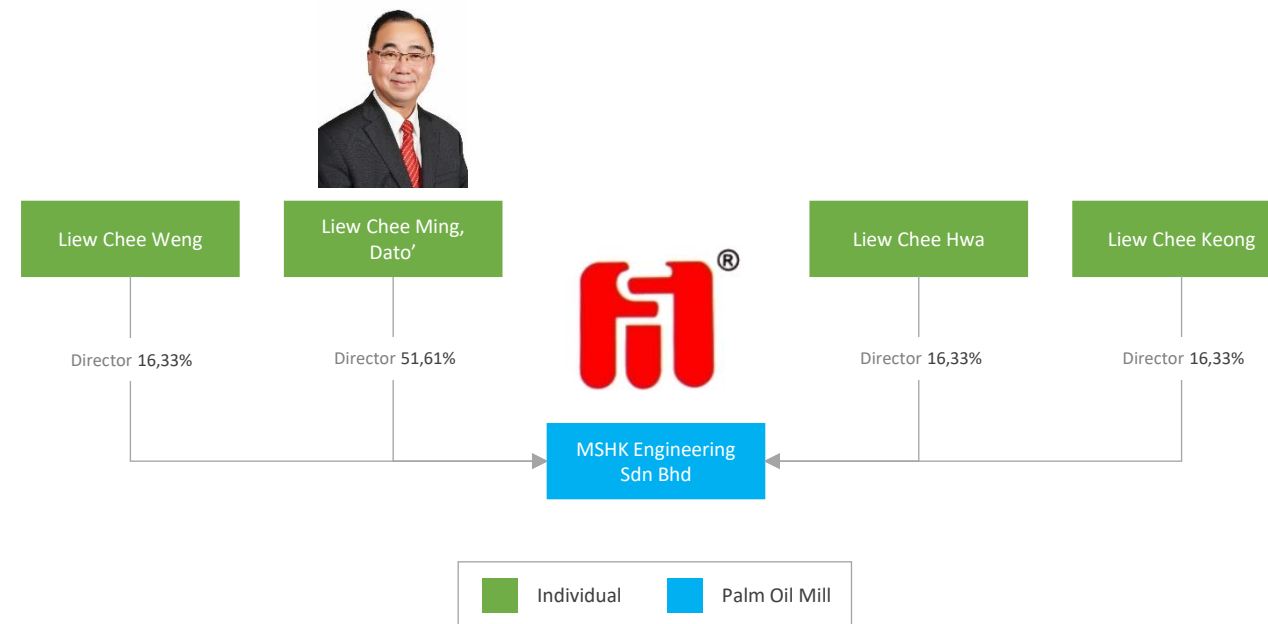 Liew Chee Weng
Liew Chee Ming,
Dato’
Liew Chee Hwa
Liew Chee Keong
®
Director 16,33%
Director 51,61%
Director 16,33%
Director 16,33%
MSHK Engineering
Sdn Bhd
Individual
Palm Oil Mill